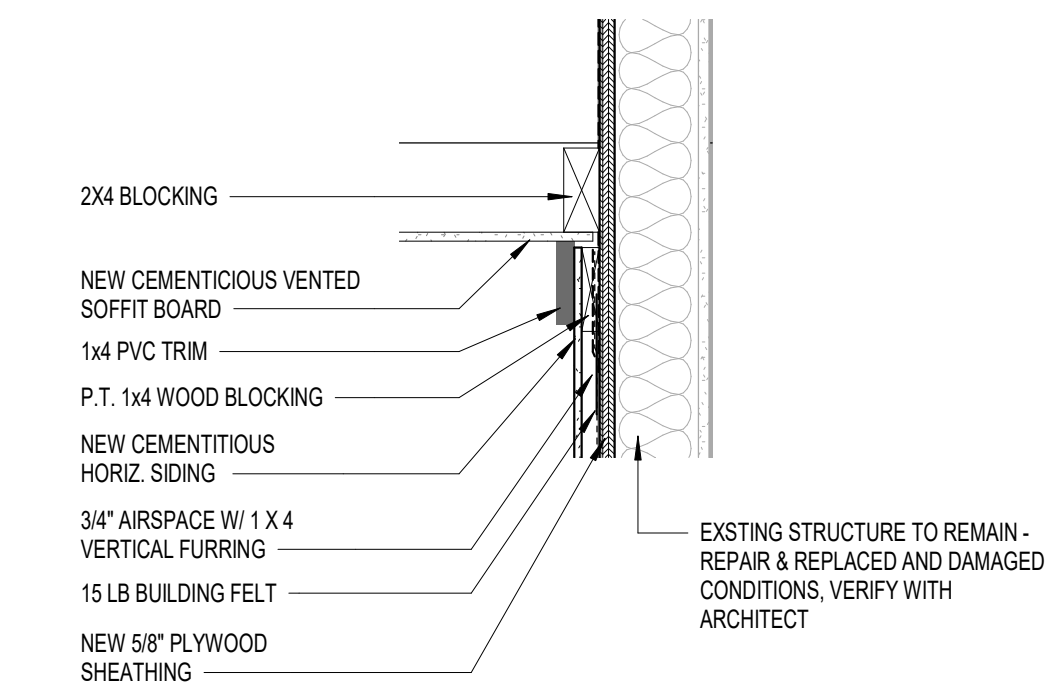 2X4 BLOCKING
NEW CEMENTICIOUS VENTED
SOFFIT BOARD
1x4 PVC TRIM
P.T. 1x4 WOOD BLOCKING
NEW CEMENTITIOUS
HORIZ. SIDING
3/4" AIRSPACE W/ 1 X 4
VERTICAL FURRING
15 LB BUILDING FELT
NEW 5/8" PLYWOOD
SHEATHING
EXSTING STRUCTURE TO REMAIN -
REPAIR & REPLACED AND DAMAGED
CONDITIONS, VERIFY WITH
ARCHITECT